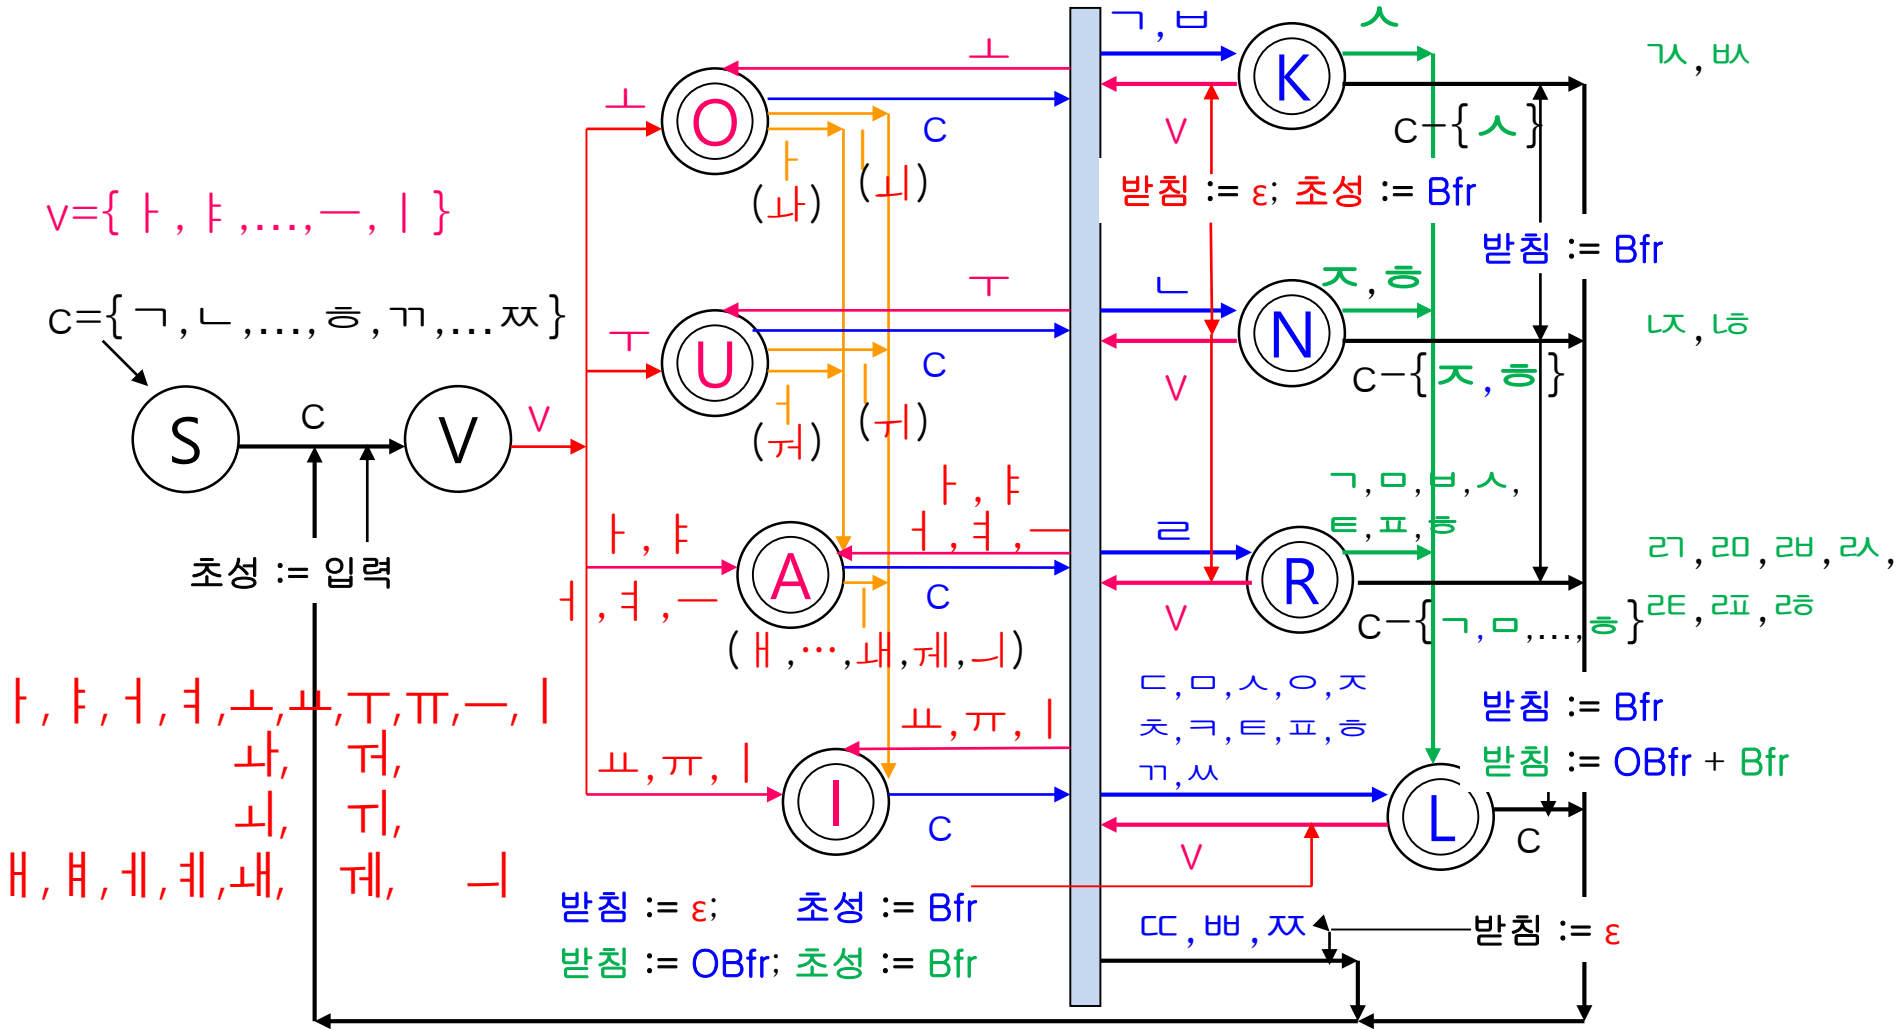 ㄱ,ㅂ
ㅅ
ㄳ,ㅄ
ㅗ
K
ㅗ
O
C
V
C-{ㅅ}
ㅏ
(ㅘ)
ㅣ
(ㅚ)
받침 := ε; 초성 := Bfr
V={ㅏ,ㅑ,...,ㅡ,ㅣ}
받침 := Bfr
ㅜ
ㄴ
ㅈ,ㅎ
C={ㄱ,ㄴ,...,ㅎ,ㄲ,...ㅉ}
ㅜ
U
N
ㄵ,ㄶ
C
V
C-{ㅈ,ㅎ}
ㅓ
(ㅝ)
ㅣ
(ㅟ)
S
C
V
V
ㅏ,ㅑ
ㅓ,ㅕ,ㅡ
ㄹ
ㄱ,ㅁ,ㅂ,ㅅ,
ㅌ,ㅍ,ㅎ
ㅏ,ㅑ
ㅓ,ㅕ,ㅡ
A
C
R
ㄺ,ㄻ,ㄼ,ㄽ,
ㄾ,ㄿ,ㅀ
초성 := 입력
V
C-{ㄱ,ㅁ,...,ㅎ}
ㅣ
(ㅐ,…,ㅙ,ㅞ,ㅢ)
ㅏ,ㅑ,ㅓ,ㅕ,ㅗ,ㅛ,ㅜ,ㅠ,ㅡ,ㅣ
ㅘ, ㅝ,
ㅚ, ㅟ,
ㅐ,ㅒ,ㅔ,ㅖ,ㅙ, ㅞ, ㅢ
ㅛ,ㅠ,ㅣ
ㅛ,ㅠ,ㅣ
I
C
ㄷ,ㅁ,ㅅ,ㅇ,ㅈ
ㅊ,ㅋ,ㅌ,ㅍ,ㅎ
ㄲ,ㅆ
받침 := Bfr
받침 := OBfr + Bfr
L
C
V
받침 := ε; 초성 := Bfr
받침 := OBfr; 초성 := Bfr
ㄸ,ㅃ,ㅉ
받침 := ε